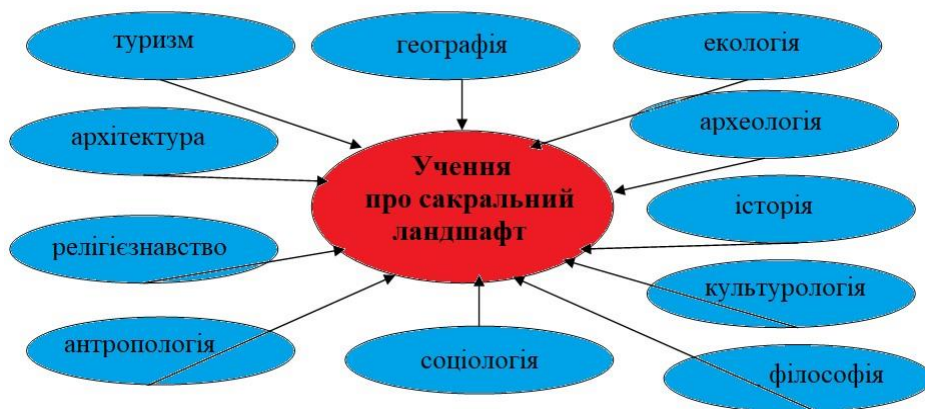 туризм
географія
екологія
архітектура
археологія
Учення
про сакральний
ландшафт
історія
релігієзнавство
культурологія
антропологія
соціологія
філософія